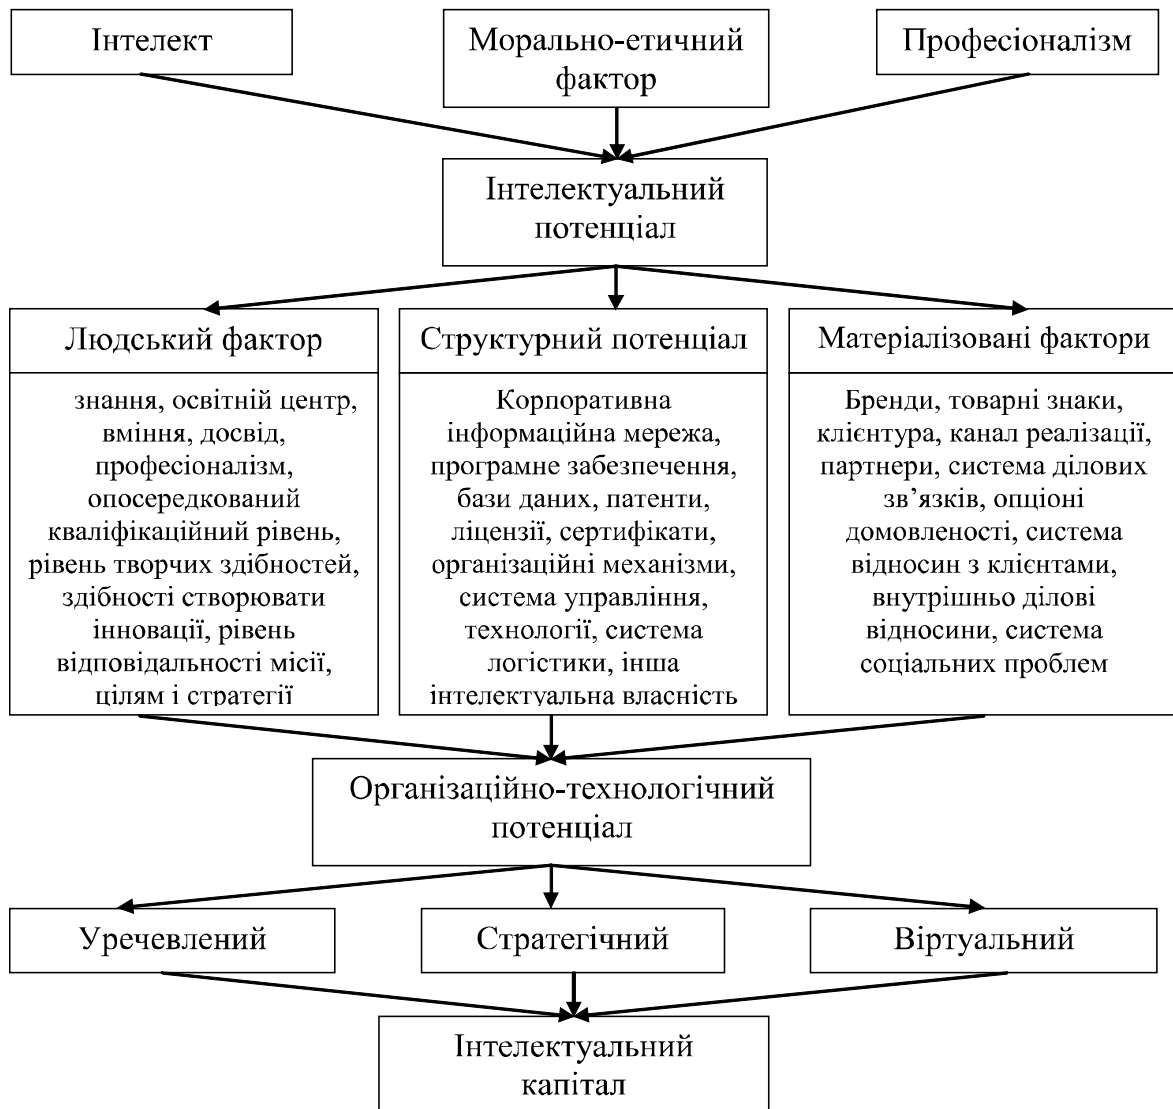 Інтелект
Морально-етичний
фактор
Професіоналізм
Інтелектуальний
потенціал
Людський фактор
знання, освітній центр,
вміння, досвід,
професіоналізм,
опосередкований
кваліфікаційний рівень,
рівень творчих здібностей,
здібності створювати
інновації, рівень
відповідальності місії,
цілям і стратегії
Структурний потенціал
Корпоративна
інформаційна мережа,
програмне забезпечення,
бази даних, патенти,
ліцензії, сертифікати,
організаційні механізми,
система управління,
технології, система
логістики, інша
інтелектуальна власність
Матеріалізовані фактори
Бренди, товарні знаки,
клієнтура, канал реалізації,
партнери, система ділових
зв’язків, опціоні
домовленості, система
відносин з клієнтами,
внутрішньо ділові
відносини, система
соціальних проблем
Організаційно-технологічний
потенціал
Уречевлений
Стратегічний
Віртуальний
Інтелектуальний
капітал